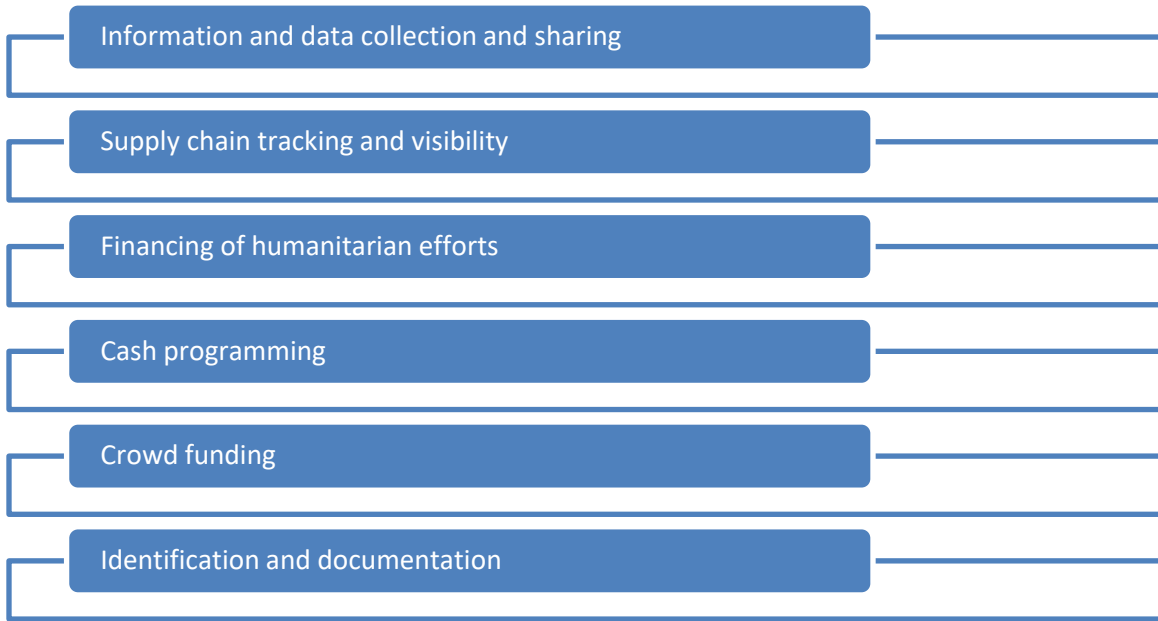 Information and data collection and sharing
Supply chain tracking and visibility
Financing of humanitarian efforts
Cash programming
Crowd funding
Identification and documentation